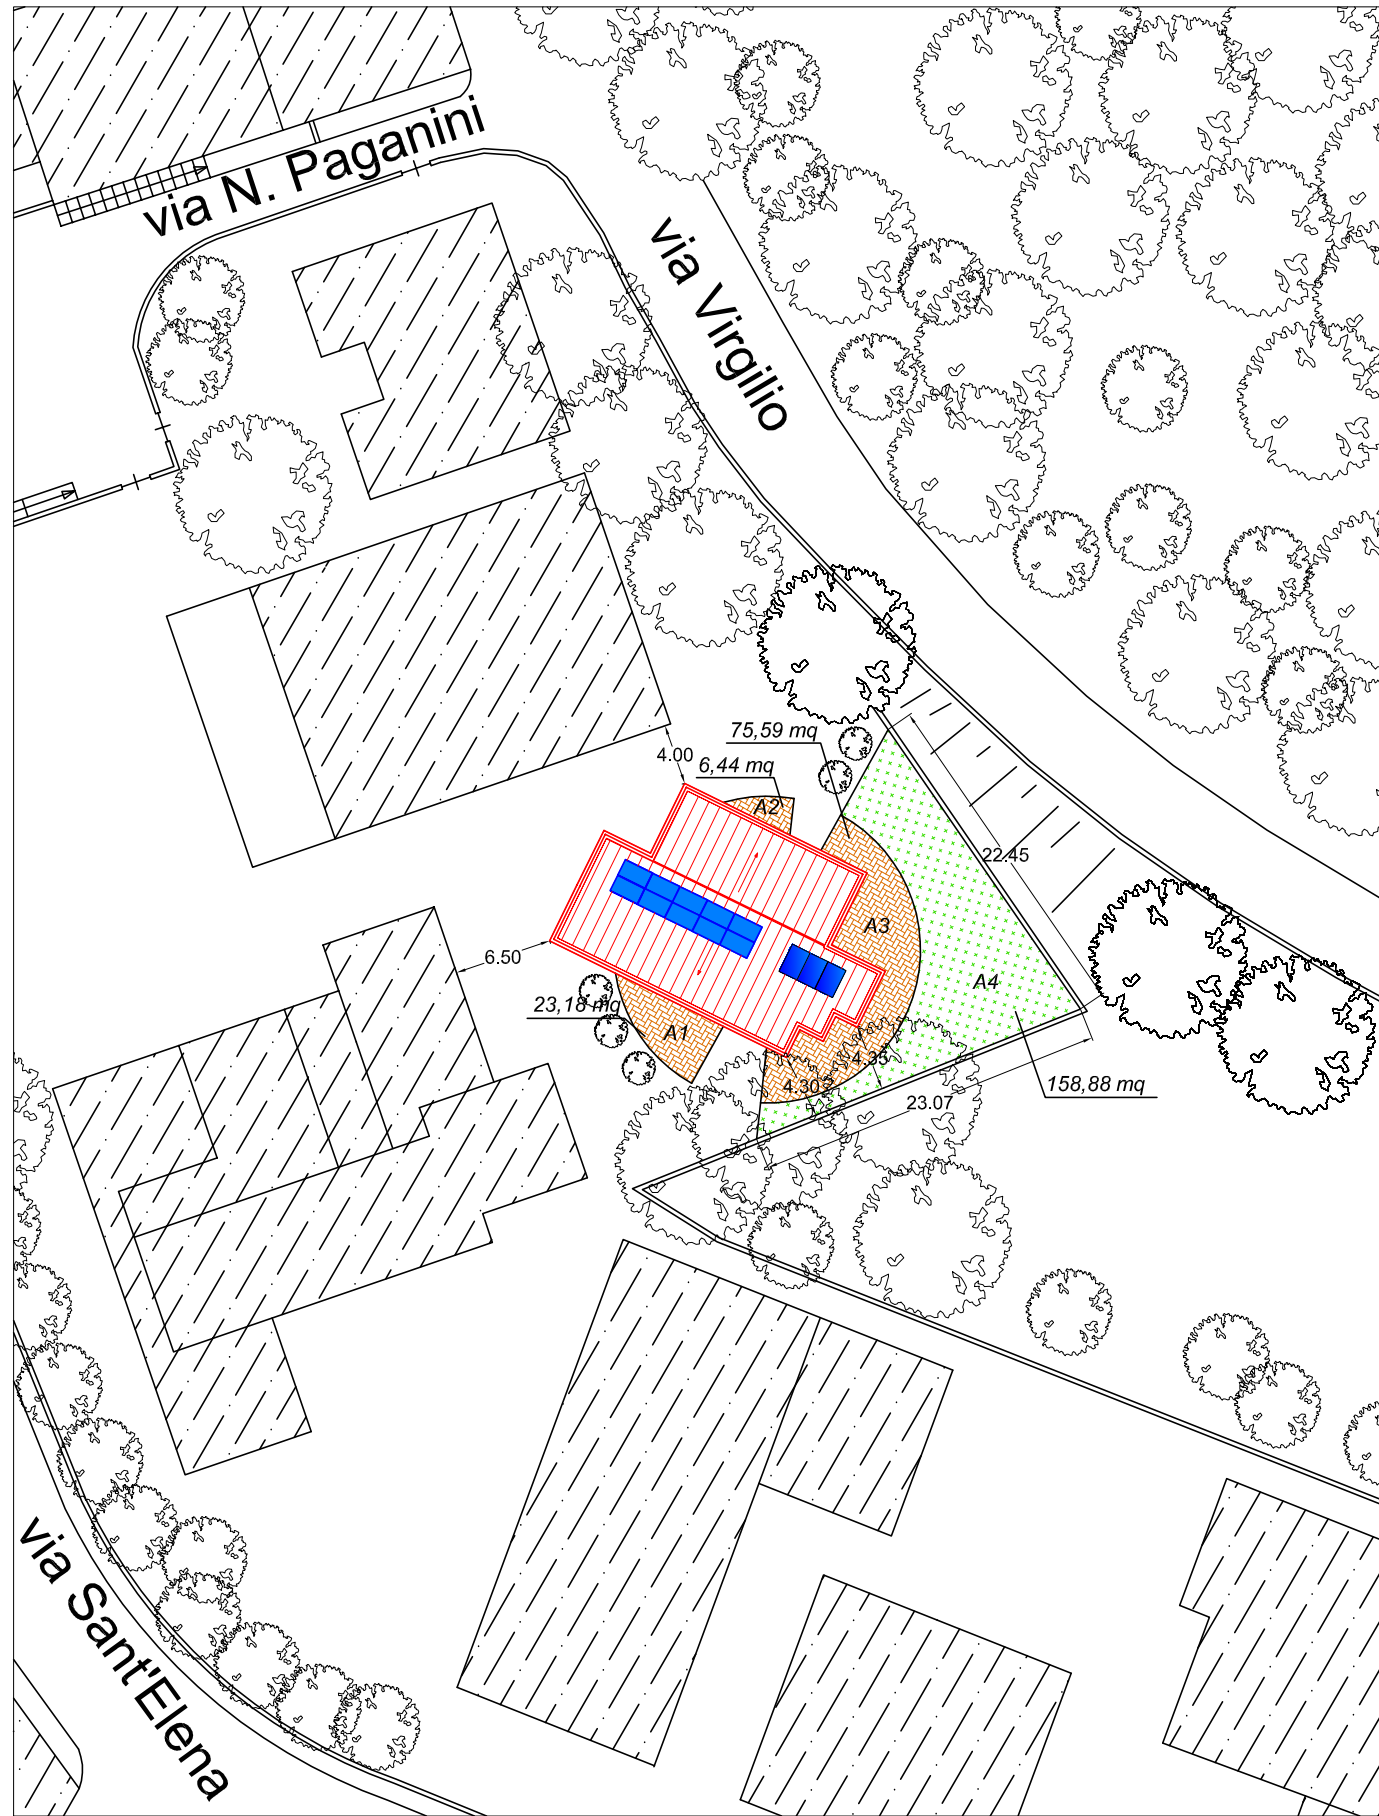 via N. Paganini
via Virgilio
75,59 mq
4.00
6,44 mq
A2
22.45
A3
6.50
A4
23,18 mq
A1
4.35
4.30
158,88 mq
23.07
via Sant'Elena